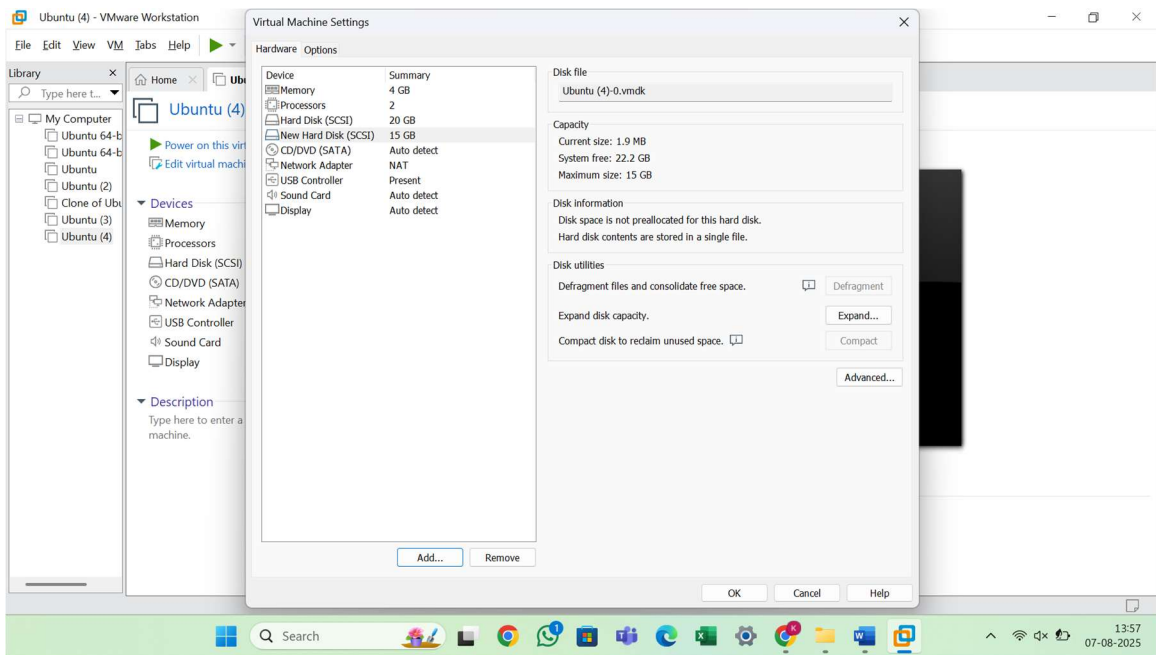 Ubuntu (4) - VMware Workstation
File Edit View VM Tabs Help
Library
Type here t...
My Computer
Ubuntu 64-b
Ubuntu 64-b
Ubuntu
Ubuntu (2)
Clone of Ubu
Ubuntu (3)
Ubuntu (4)
Home
Ubu
Ubuntu (4)
Power on this virt
Edit virtual machi
Devices
Memory
Processors
Hard Disk (SCSI)
CD/DVD (SATA)
Network Adapter
USB Controller
Sound Card
Display
Description
Type here to enter a
machine.
Virtual Machine Settings
Hardware Options
Device Summary
Memory 4 GB
Processors 2
Hard Disk (SCSI) 20 GB
New Hard Disk (SCSI) 15 GB
CD/DVD (SATA) Auto detect
Network Adapter NAT
USB Controller Present
Sound Card Auto detect
Display Auto detect
Add... Remove
Disk file
Ubuntu (4)-0.vmdk
Capacity
Current size: 1.9 MB
System free: 22.2 GB
Maximum size: 15 GB
Disk information
Disk space is not preallocated for this hard disk.
Hard disk contents are stored in a single file.
Disk utilities
Defragment files and consolidate free space. Defragment
Expand disk capacity. Expand...
Compact disk to reclaim unused space. Compact
Advanced...
OK Cancel Help
Search
1
K
13:57
07-08-2025